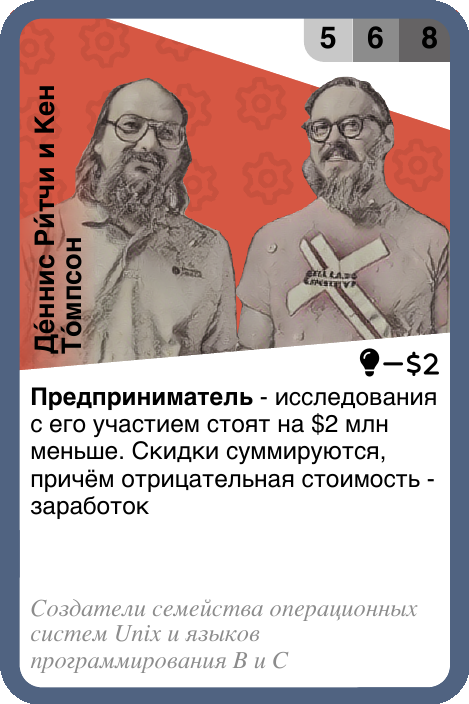 5 6 8
Де́ннис Ри́тчи и Кен
То́мпсон
–$2
Предприниматель - исследования
с его участием стоят на $2 млн
меньше. Скидки суммируются,
причём отрицательная стоимость -
заработок
Создатели семейства операционных
систем Unix и языков
программирования B и C